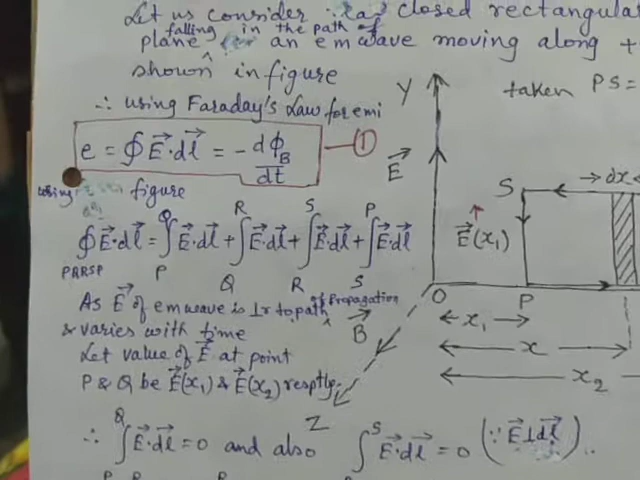 Let us consider a closed rectangular
falling in the path of
plane an em wave moving along +
shown in figure
∴ using Faraday's Law for emi
taken PS =
e = ∮E⃗·dl⃗ = -dϕ_B/dt — ①
using figure
∮E⃗·dl⃗ = ∫E⃗·dl⃗ + ∫E⃗·dl⃗ + ∫E⃗·dl⃗ + ∫E⃗·dl⃗
Q R S P
P Q R S
As E⃗ of em wave is ⊥r to path of Propagation
& varies with time
Let value of E⃗ at point
P & Q be E⃗(x₁) & E⃗(x₂) resptly.
∴ ∫E⃗·dl⃗ = 0 and also ∫E⃗·dl⃗ = 0 (∵ E⃗⊥dl⃗)
Q S
Y
E⃗
S
dx
E⃗(x₁)
O P
B⃗
x₁
x
x₂
Z